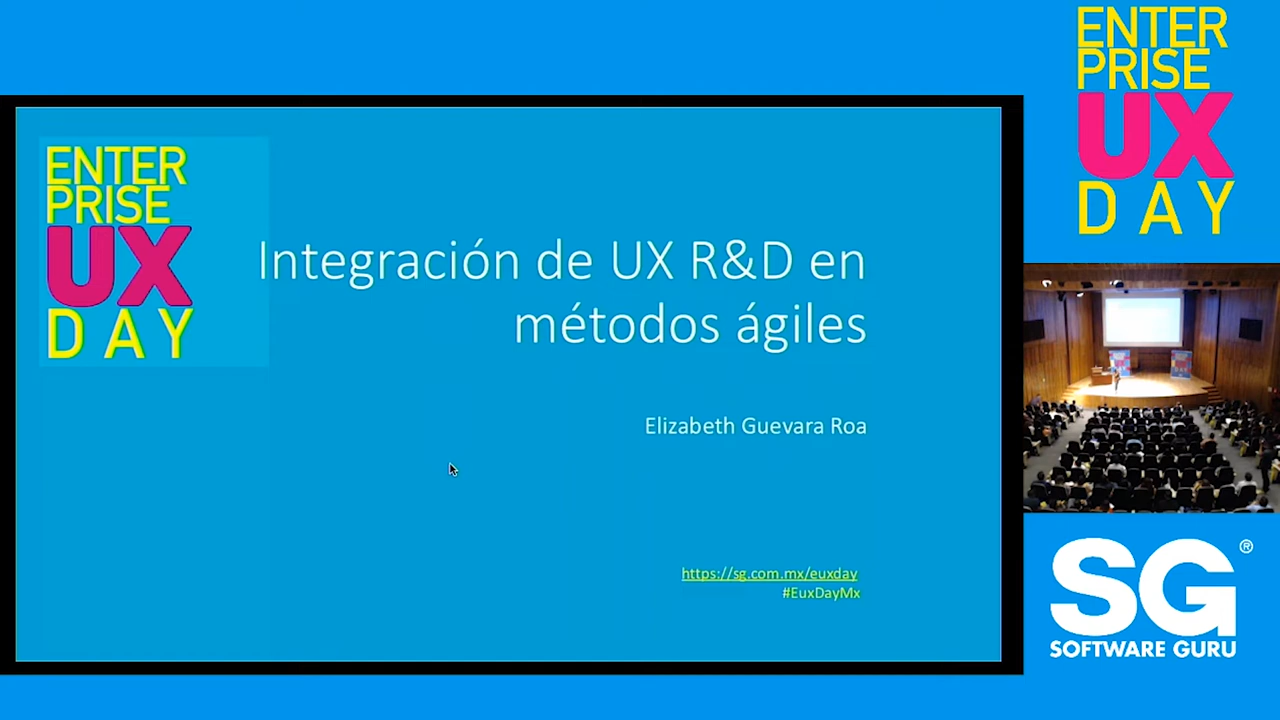 ENTER
PRISE
UX
DAY
Integración de UX R&D en
métodos ágiles
Elizabeth Guevara Roa
https://sg.com.mx/euxday
#EuxDayMx
ENTER
PRISE
UX
DAY
SG®
SOFTWARE GURU